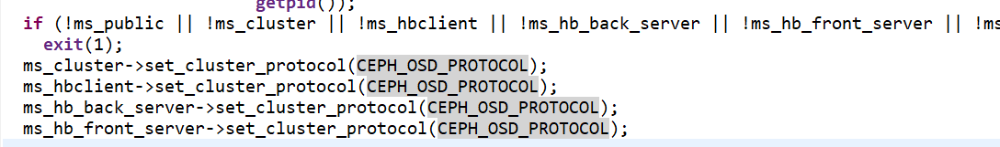 getpid());
if (!ms_public || !ms_cluster || !ms_hbclient || !ms_hb_back_server || !ms_hb_front_server || !ms
exit(1);
ms_cluster->set_cluster_protocol(CEPH_OSD_PROTOCOL);
ms_hbclient->set_cluster_protocol(CEPH_OSD_PROTOCOL);
ms_hb_back_server->set_cluster_protocol(CEPH_OSD_PROTOCOL);
ms_hb_front_server->set_cluster_protocol(CEPH_OSD_PROTOCOL);